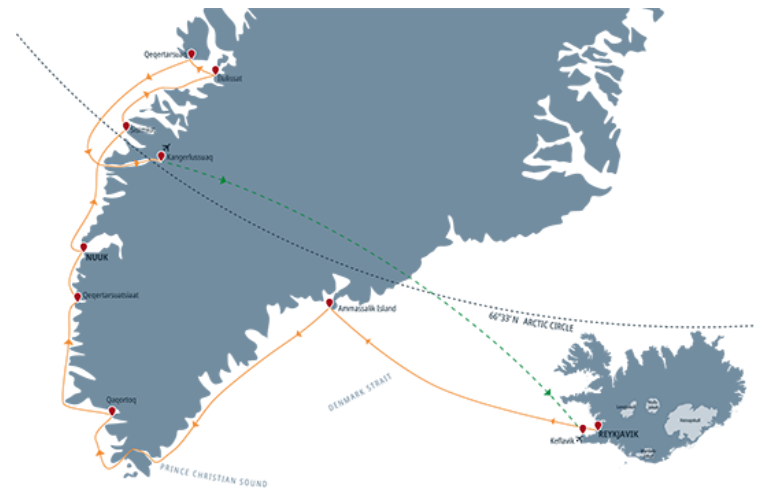 Qeqertarsuaq
Ilulissat
Kangerlussuaq
NUUK
Qeqertarsuatsiaat
Ammassalik Island
66°33'N ARCTIC CIRCLE
DENMARK STRAIT
Qaqortoq
Keflavik
REYKJAVIK
PRINCE CHRISTIAN SOUND